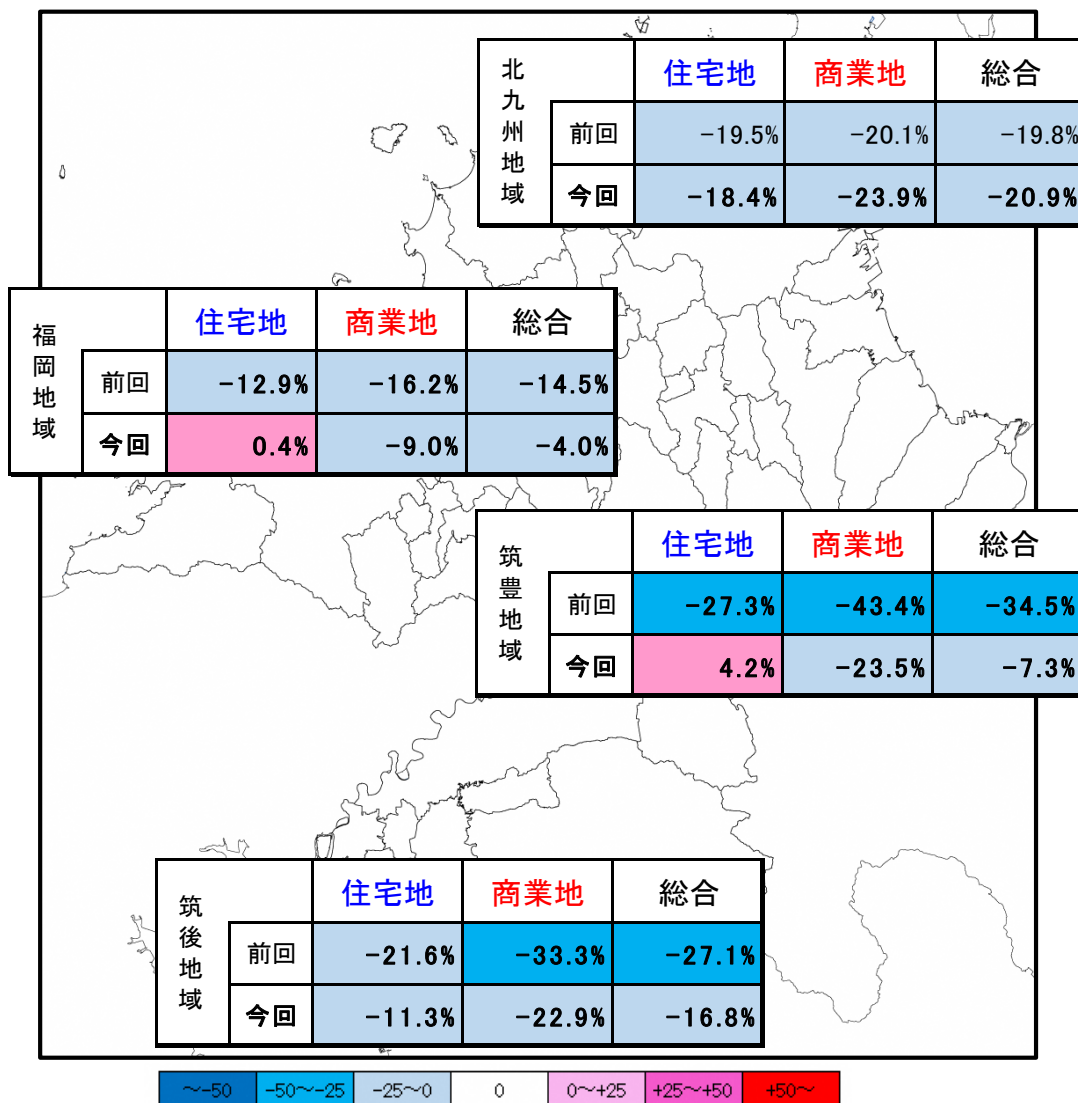 北九州地域
住宅地 商業地 総合
前回 -19.5% -20.1% -19.8%
今回 -18.4% -23.9% -20.9%
福岡地域
住宅地 商業地 総合
前回 -12.9% -16.2% -14.5%
今回 0.4% -9.0% -4.0%
筑豊地域
住宅地 商業地 総合
前回 -27.3% -43.4% -34.5%
今回 4.2% -23.5% -7.3%
筑後地域
住宅地 商業地 総合
前回 -21.6% -33.3% -27.1%
今回 -11.3% -22.9% -16.8%
～-50 -50～-25 -25～0 0 0～+25 +25～+50 +50～